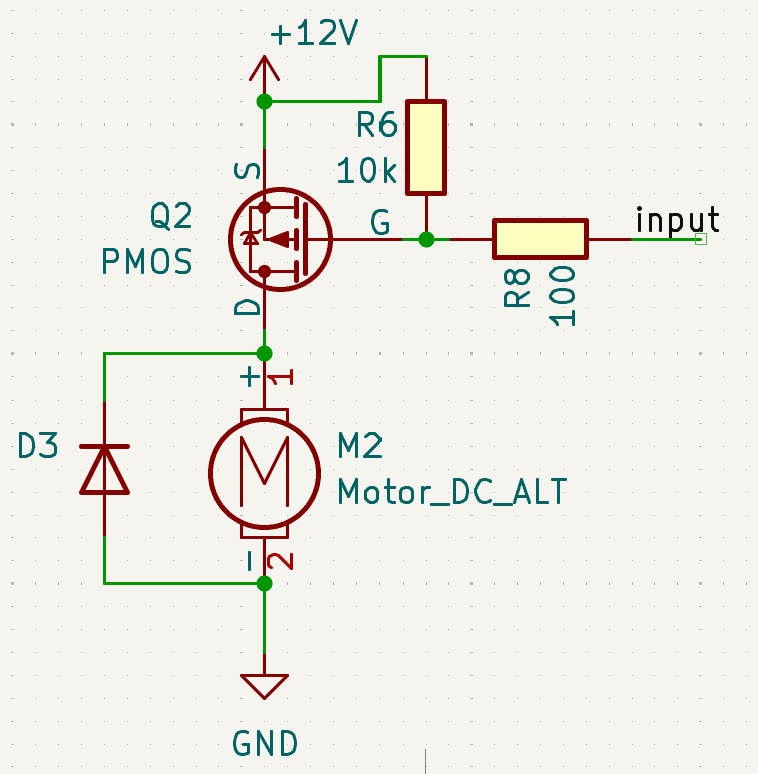 +12V
R6
10k
S
Q2
PMOS
G
input
R8
100
D
+
1
D3
M2
Motor_DC_ALT
-
2
GND